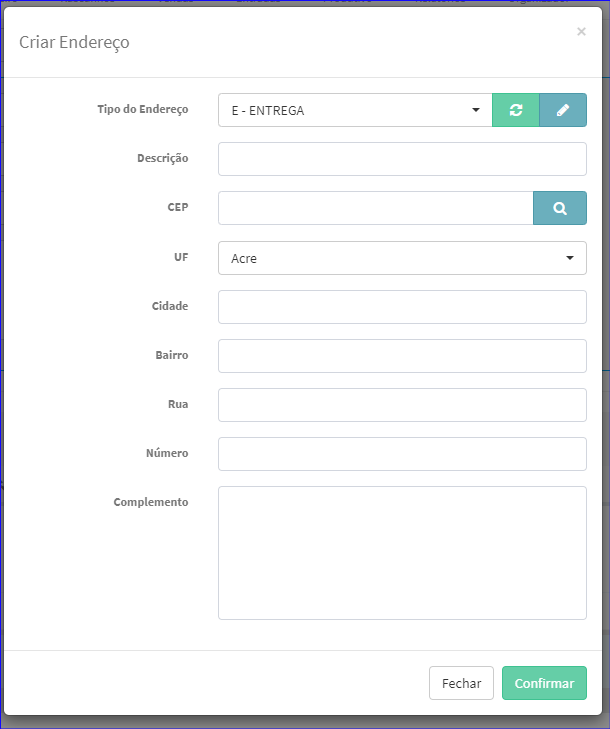 Criar Endereço
×
Tipo do Endereço
E - ENTREGA
Descrição
CEP
UF
Acre
Cidade
Bairro
Rua
Número
Complemento
Fechar
Confirmar